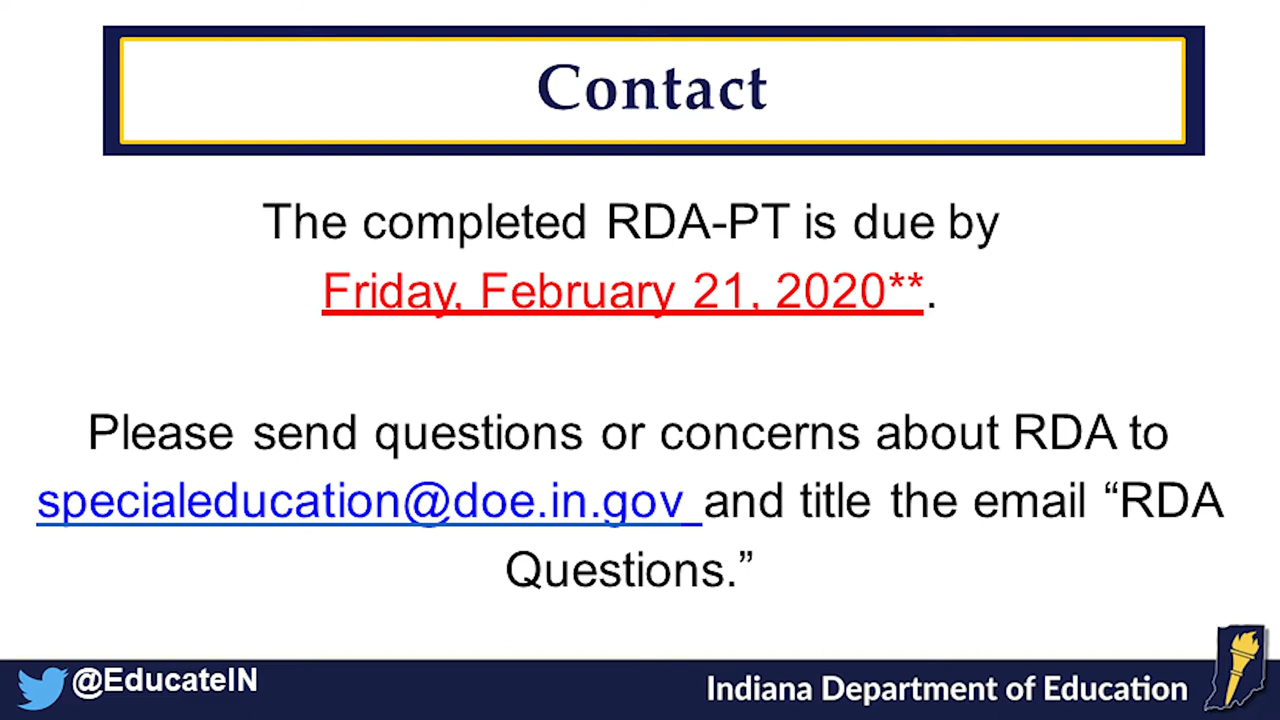 Contact
The completed RDA-PT is due by
Friday, February 21, 2020**.
Please send questions or concerns about RDA to
specialeducation@doe.in.gov and title the email “RDA
Questions.”
@EducateIN
Indiana Department of Education